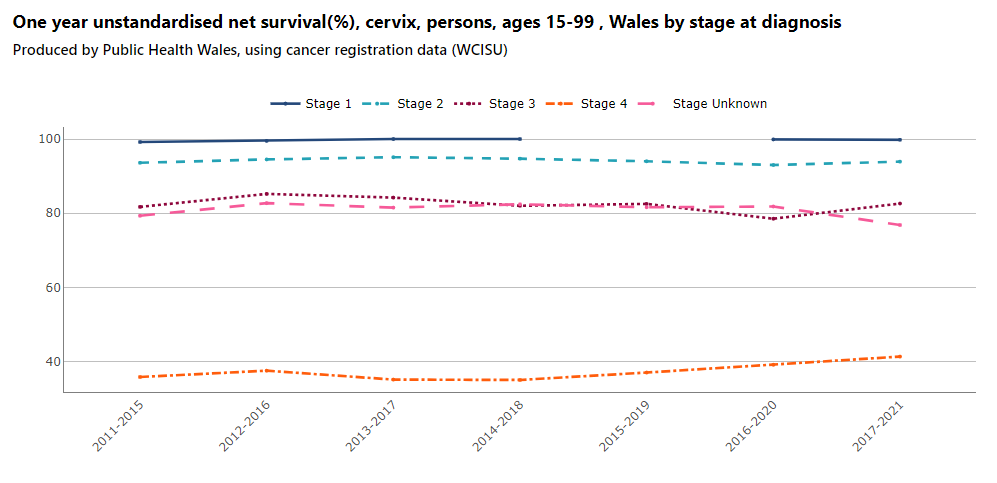 One year unstandardised net survival(%), cervix, persons, ages 15-99 , Wales by stage at diagnosis
Produced by Public Health Wales, using cancer registration data (WCISU)
Stage 1 Stage 2 Stage 3 Stage 4 Stage Unknown
100
80
60
40
2011-2015 2012-2016 2013-2017 2014-2018 2015-2019 2016-2020 2017-2021